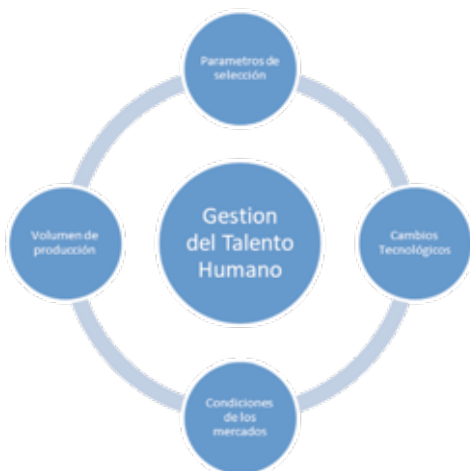 Parametros de
selección
Gestion
del Talento
Humano
Volumen de
producción
Cambios
Tecnológicos
Condiciones
de los
mercados